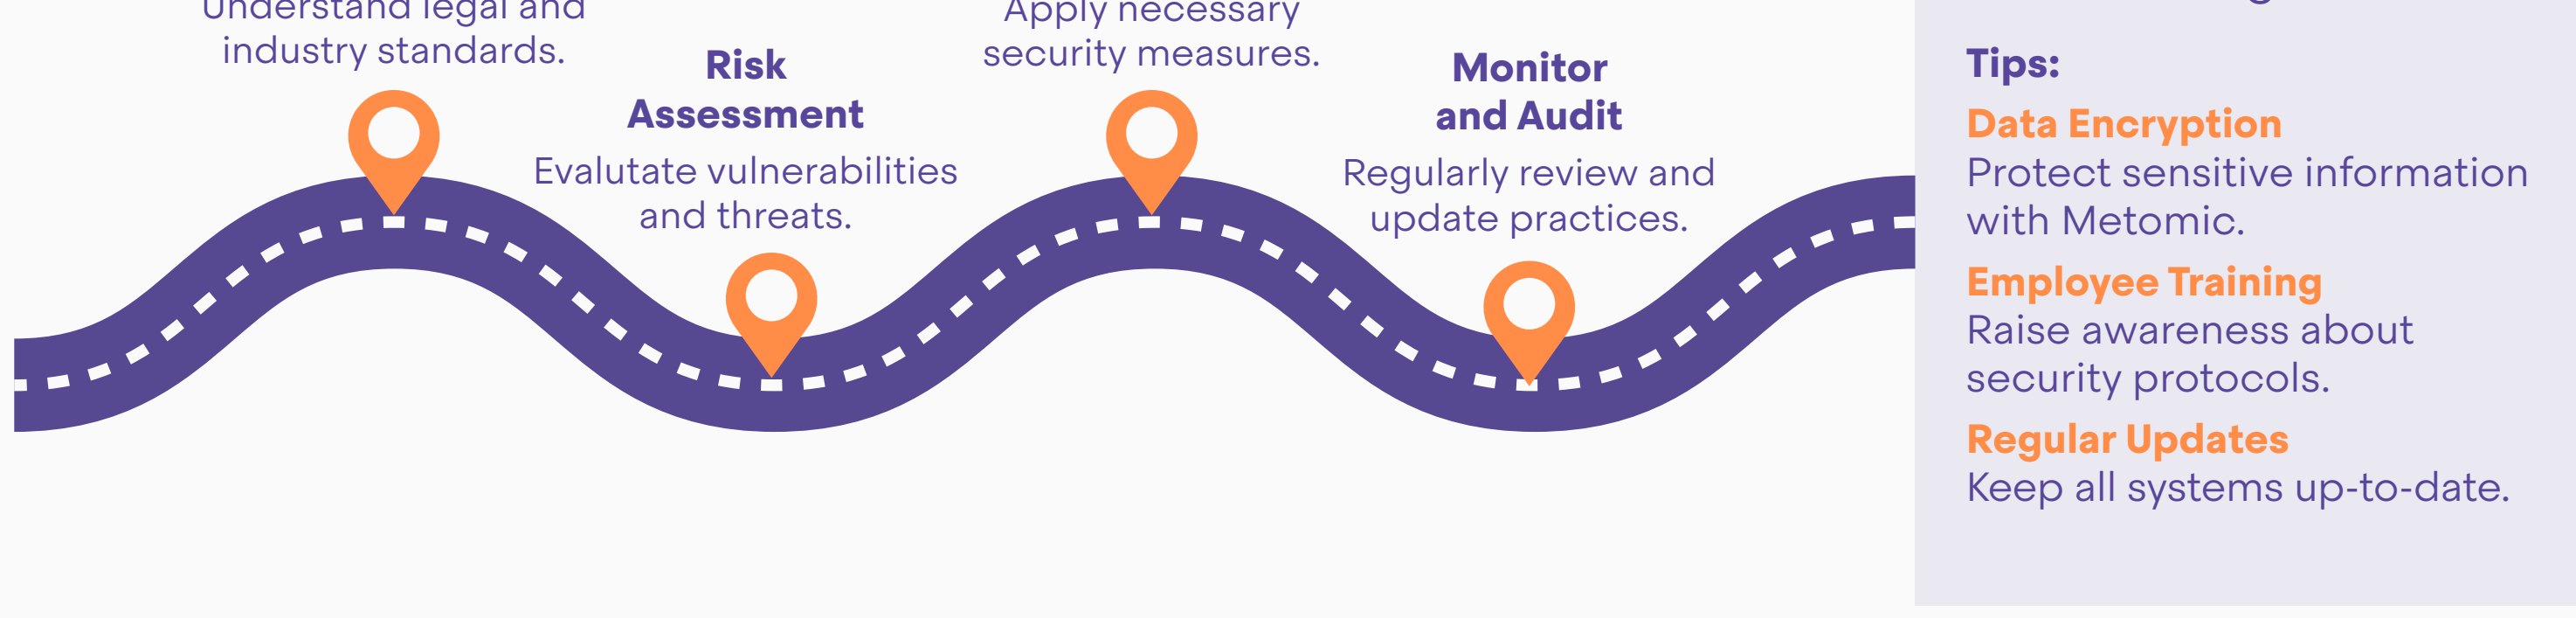 Understand legal and
industry standards.
Risk
Assessment
Evalutate vulnerabilities
and threats.
Apply necessary
security measures.
Monitor
and Audit
Regularly review and
update practices.
Tips:
Data Encryption
Protect sensitive information
with Metomic.
Employee Training
Raise awareness about
security protocols.
Regular Updates
Keep all systems up-to-date.